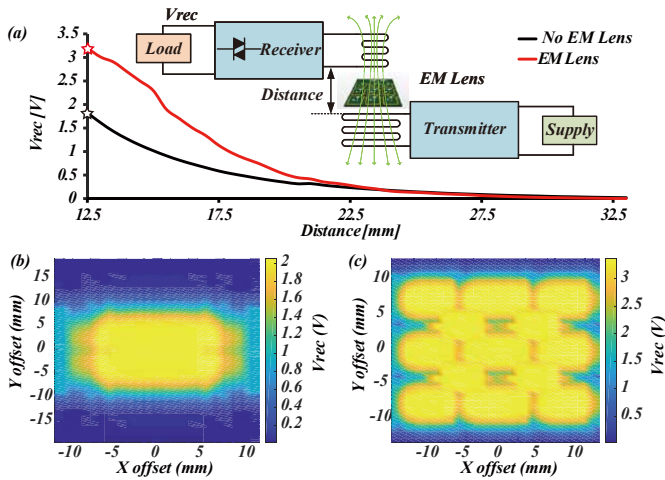 (a)
Vrec
Load
Receiver
No EM Lens
EM Lens
Distance
EM Lens
Transmitter
Supply
Vrec [V]
3.5
3
2.5
2
1.5
1
0.5
0
12.5
17.5
22.5
27.5
32.5
Distance[mm]
(b)
Y offset (mm)
15
10
5
0
-5
-10
-15
-10
-5
0
5
10
X offset (mm)
2
1.8
1.6
1.4
1.2
1
0.8
0.6
0.4
0.2
Vrec (V)
(c)
Y offset (mm)
10
5
0
-5
-10
-10
-5
0
5
10
X offset (mm)
3
2.5
2
1.5
1
0.5
Vrec (V)